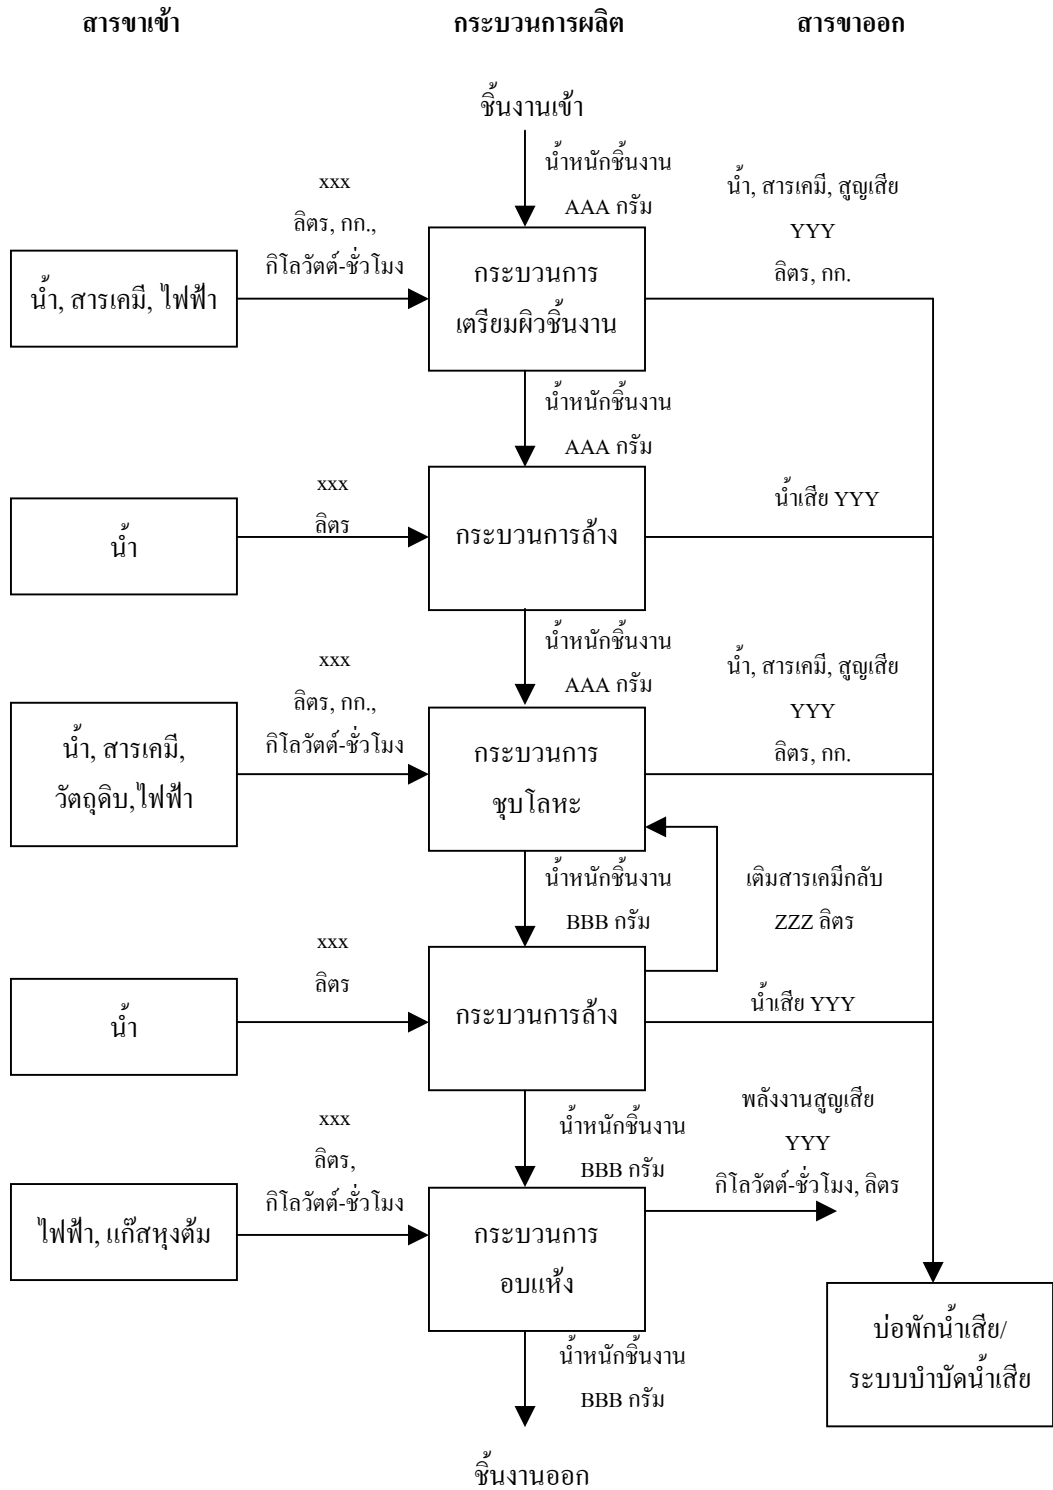 สารขาเข้า
กระบวนการผลิต
สารขาออก
ชิ้นงานเข้า
น้ำหนักชิ้นงาน
AAA กรัม
xxx
ลิตร, กก.,
กิโลวัตต์-ชั่วโมง
น้ำ, สารเคมี, สูญเสีย
YYY
ลิตร, กก.
น้ำ, สารเคมี, ไฟฟ้า
กระบวนการ
เตรียมผิวชิ้นงาน
น้ำหนักชิ้นงาน
AAA กรัม
xxx
ลิตร
น้ำเสีย YYY
น้ำ
กระบวนการล้าง
น้ำหนักชิ้นงาน
AAA กรัม
xxx
ลิตร, กก.,
กิโลวัตต์-ชั่วโมง
น้ำ, สารเคมี, สูญเสีย
YYY
ลิตร, กก.
น้ำ, สารเคมี,
วัตถุดิบ,ไฟฟ้า
กระบวนการ
ชุบโลหะ
น้ำหนักชิ้นงาน
BBB กรัม
เติมสารเคมีกลับ
ZZZ ลิตร
xxx
ลิตร
น้ำเสีย YYY
น้ำ
กระบวนการล้าง
น้ำหนักชิ้นงาน
BBB กรัม
xxx
ลิตร,
กิโลวัตต์-ชั่วโมง
พลังงานสูญเสีย
YYY
กิโลวัตต์-ชั่วโมง, ลิตร
ไฟฟ้า, แก๊สหุงต้ม
กระบวนการ
อบแห้ง
น้ำหนักชิ้นงาน
BBB กรัม
บ่อพักน้ำเสีย/
ระบบบำบัดน้ำเสีย
ชิ้นงานออก